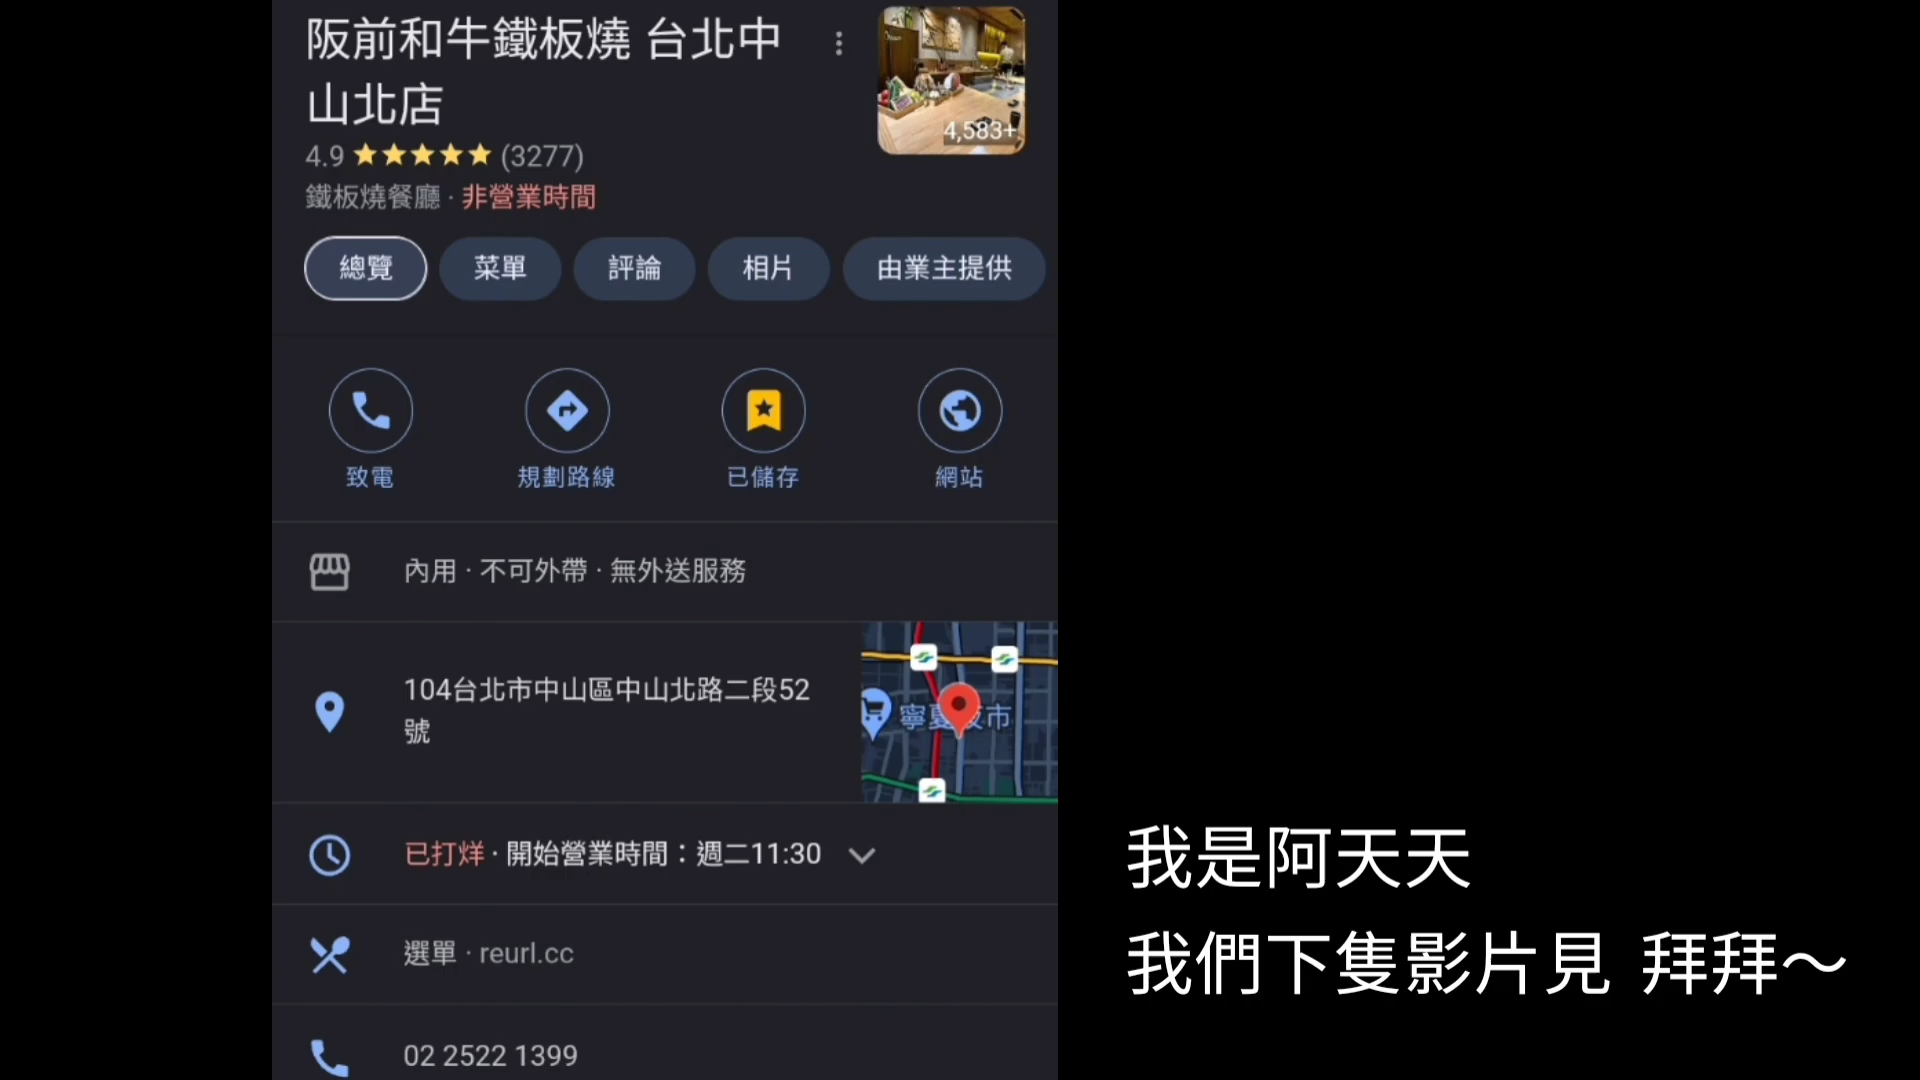 阪前和牛鐵板燒 台北中
山北店
4,583+
4.9 (3277)
鐵板燒餐廳 · 非營業時間
總覽 菜單 評論 相片 由業主提供
致電 規劃路線 已儲存 網站
內用 · 不可外帶 · 無外送服務
104台北市中山區中山北路二段52
號
寧夏夜市
已打烊 · 開始營業時間：週二11:30
選單 · reurl.cc
02 2522 1399
我是阿天天
我們下隻影片見 拜拜～